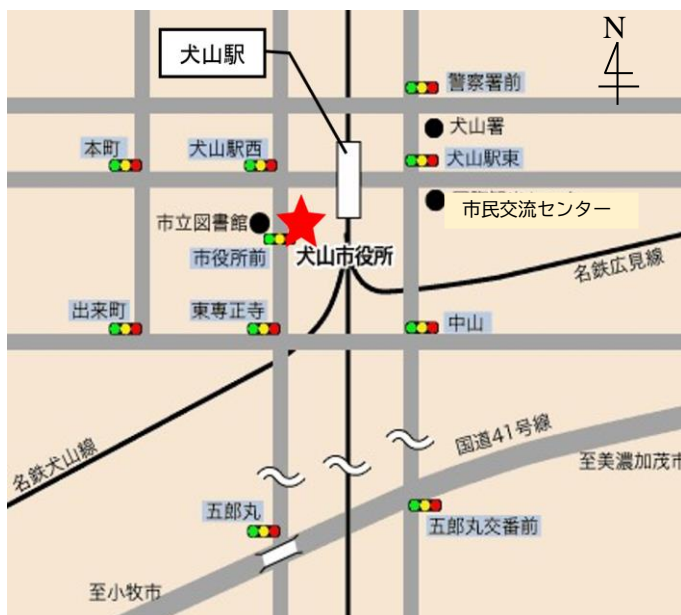 N
犬山駅
警察署前
犬山署
本町
犬山駅西
犬山駅東
市民交流センター
市立図書館
市役所前
犬山市役所
名鉄広見線
出来町
東専正寺
中山
国道41号線
名鉄犬山線
至美濃加茂市
五郎丸
五郎丸交番前
至小牧市